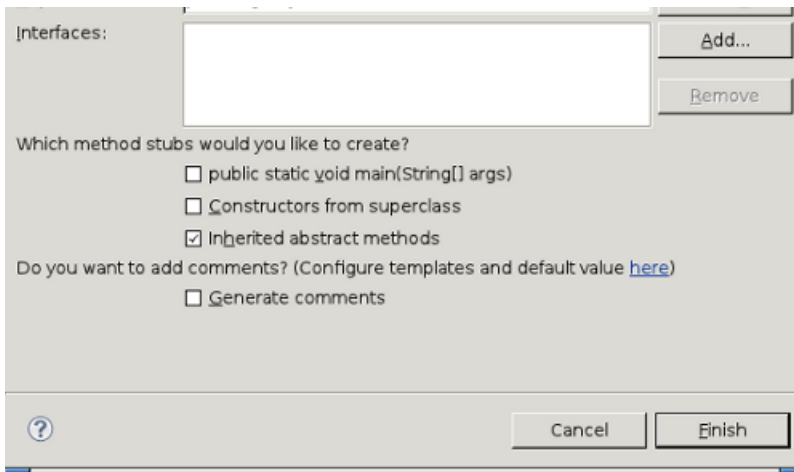 Interfaces:
Add...
Remove
Which method stubs would you like to create?
public static void main(String[] args)
Constructors from superclass
Inherited abstract methods
Do you want to add comments? (Configure templates and default value here)
Generate comments
?
Cancel
Finish